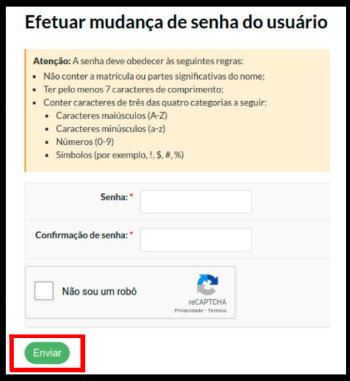 Efetuar mudança de senha do usuário
Atenção: A senha deve obedecer às seguintes regras:
Não conter a matrícula ou partes significativas do nome;
Ter pelo menos 7 caracteres de comprimento;
Conter caracteres de três das quatro categorias a seguir:
Caracteres maiúsculos (A-Z)
Caracteres minúsculos (a-z)
Números (0-9)
Símbolos (por exemplo, !, $, #, %)
Senha: *
Confirmação de senha: *
Não sou um robô
reCAPTCHA
Privacidade - Termos
Enviar